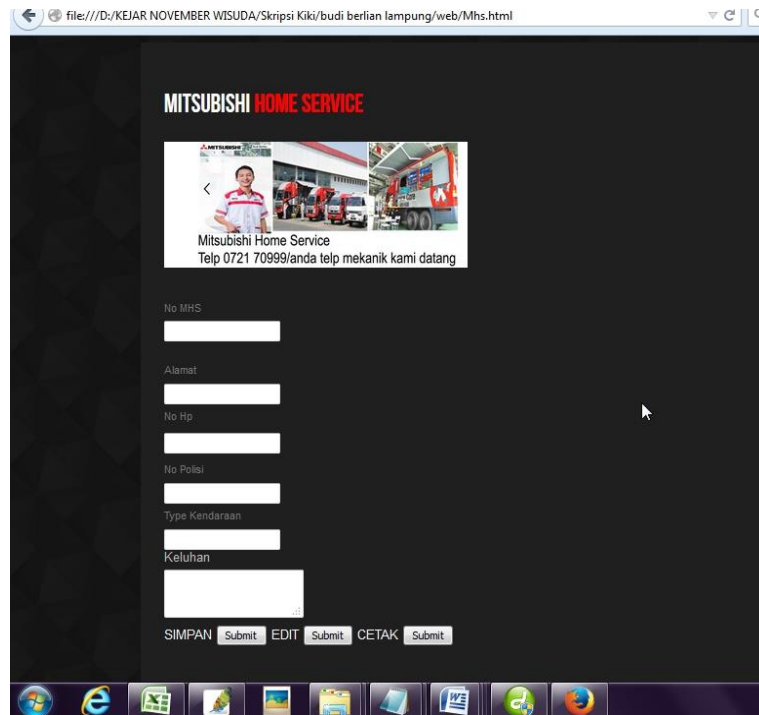 file:///D:/KEJAR NOVEMBER WISUDA/Skripsi Kiki/budi berlian lampung/web/Mhs.html
MITSUBISHI HOME SERVICE
MITSUBISHI
Mitsubishi Home Service
Telp 0721 70999/anda telp mekanik kami datang
No MHS
Alamat
No Hp
No Polisi
Type Kendaraan
Keluhan
SIMPAN Submit EDIT Submit CETAK Submit